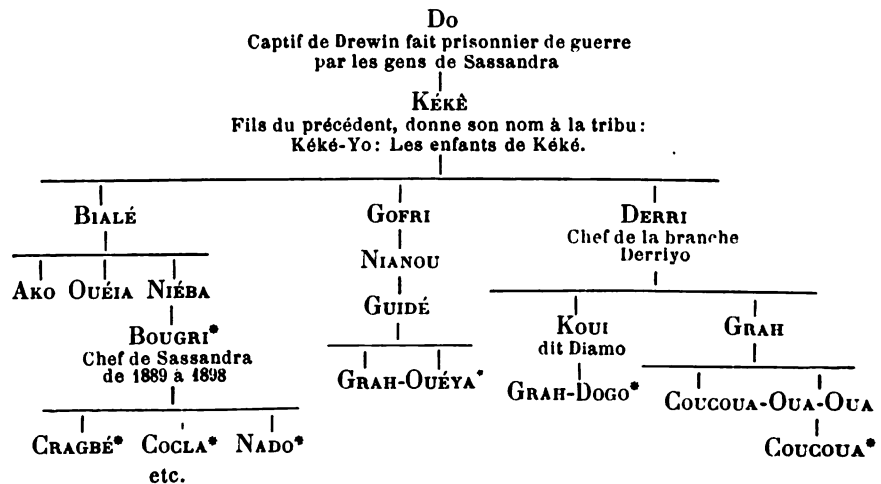 Do
Captif de Drewin fait prisonnier de guerre
par les gens de Sassandra
KÉKÊ
Fils du précédent, donne son nom à la tribu:
Kéké-Yo: Les enfants de Kéké.
BIALÉ GOFRI DERRI
Chef de la branche
Derriyo
NIANOU
AKO OUÉIA NIÉBA
GUIDÉ
BOUGRI* KOUI GRAH
Chef de Sassandra dit Diamo
de 1889 à 1898
GRAH-OUÉYA* GRAH-DOGO* COUCOUA-OUA-OUA
CRAGBÉ* COCLA* NADO* COUCOUA*
etc.